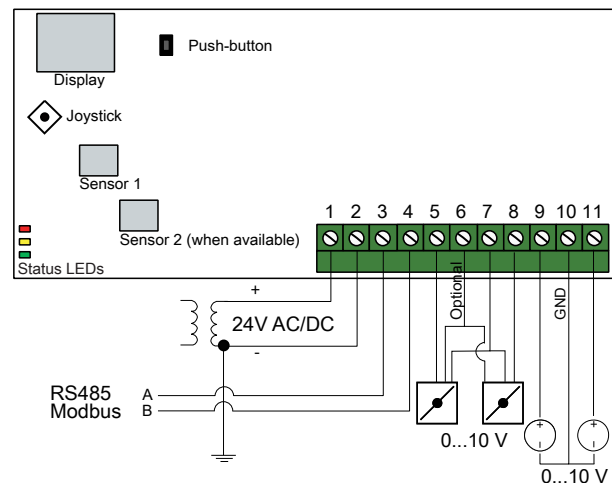 Push-button
Display
Joystick
Sensor 1
Sensor 2 (when available)
Status LEDs
1 2 3 4 5 6 7 8 9 10 11
+
24V AC/DC
-
Optional
GND
RS485 A
Modbus B
0...10 V
+ +
0...10 V